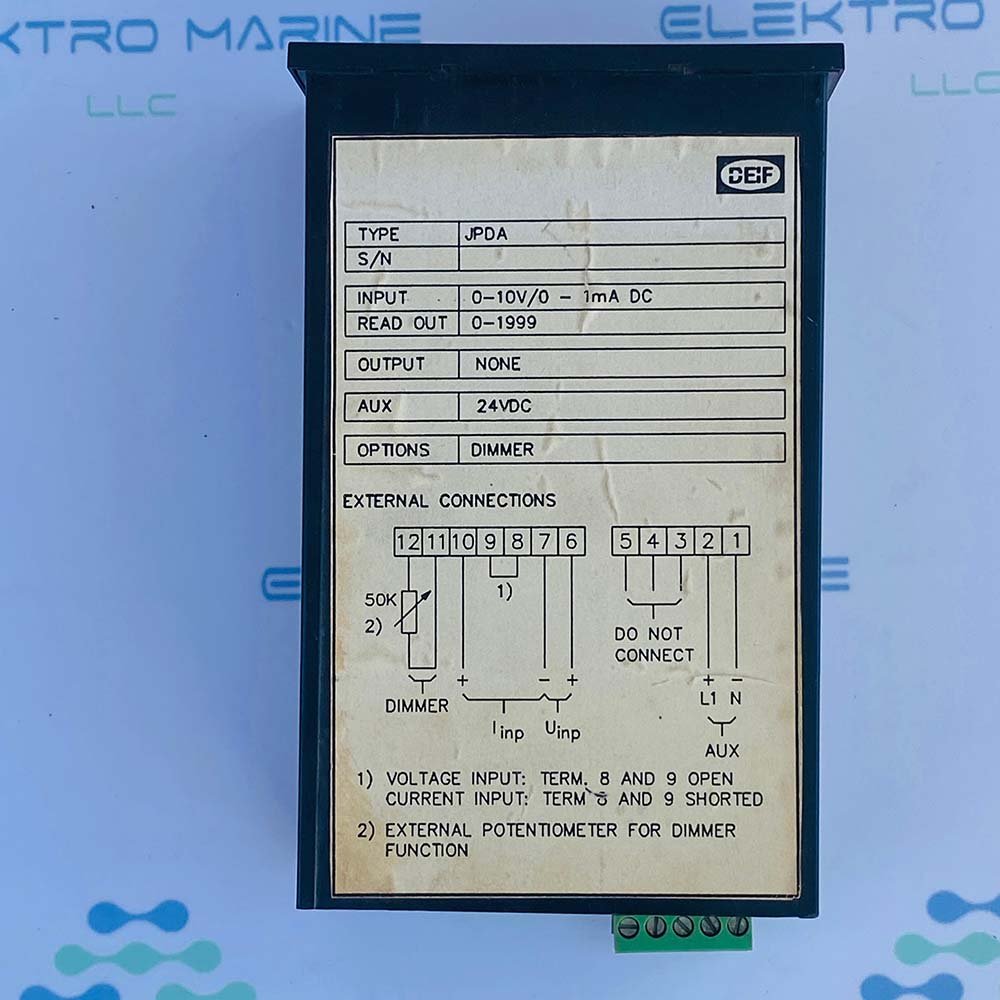 KTRO MARINE
LLC
ELEKTRO
LLC
DEIF
TYPE JPDA
S/N
INPUT 0-10V/0 - 1mA DC
READ OUT 0-1999
OUTPUT NONE
AUX 24VDC
OPTIONS DIMMER
EXTERNAL CONNECTIONS
12 11 10 9 8 7 6 5 4 3 2 1
1)
50K
2)
DO NOT
CONNECT
+ - + + -
L1 N
DIMMER
Iinp Uinp
AUX
1) VOLTAGE INPUT: TERM. 8 AND 9 OPEN
CURRENT INPUT: TERM 8 AND 9 SHORTED
2) EXTERNAL POTENTIOMETER FOR DIMMER
FUNCTION